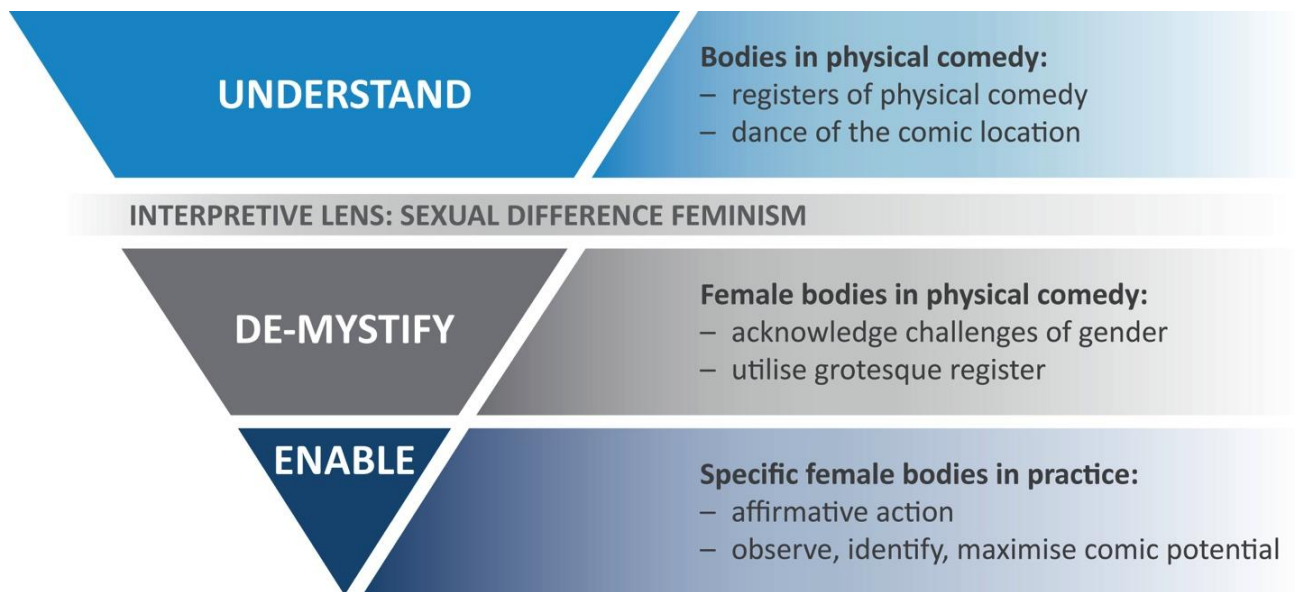 UNDERSTAND
Bodies in physical comedy:
– registers of physical comedy
– dance of the comic location
INTERPRETIVE LENS: SEXUAL DIFFERENCE FEMINISM
DE-MYSTIFY
Female bodies in physical comedy:
– acknowledge challenges of gender
– utilise grotesque register
ENABLE
Specific female bodies in practice:
– affirmative action
– observe, identify, maximise comic potential